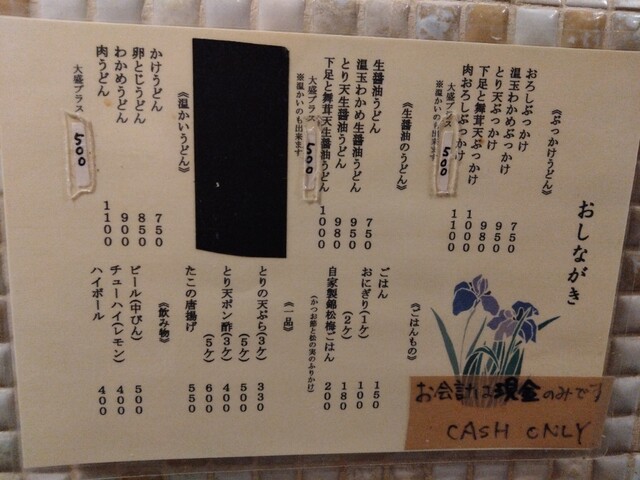 おしながき
《ぶっかけうどん》
おろしぶっかけ 750
温玉わかめぶっかけ 950
とり天ぶっかけ 980
下足と舞茸天ぶっかけ 1000
肉おろしぶっかけ 1100
大盛プラス 500
※温かいのも出来ます
《生醤油のうどん》
生醤油うどん 750
温玉わかめ生醤油うどん 950
とり天生醤油うどん 980
下足と舞茸天生醤油うどん 1000
大盛プラス 500
※温かいのも出来ます
《温かいうどん》
かけうどん 750
卵とじうどん 850
わかめうどん 900
肉うどん 1100
大盛プラス 500
《ごはんもの》
ごはん 150
おにぎり(1ケ) 100
(2ケ) 180
自家製錦松梅ごはん 200
(かつお節と松の実のふりかけ)
《一品》
とりの天ぷら(3ケ) 330
(5ケ) 500
とり天ポン酢(3ケ) 400
(5ケ) 600
たこの唐揚げ 550
《飲み物》
ビール(中びん) 500
チューハイ(レモン) 400
ハイボール 400
お会計は現金のみです
CASH ONLY